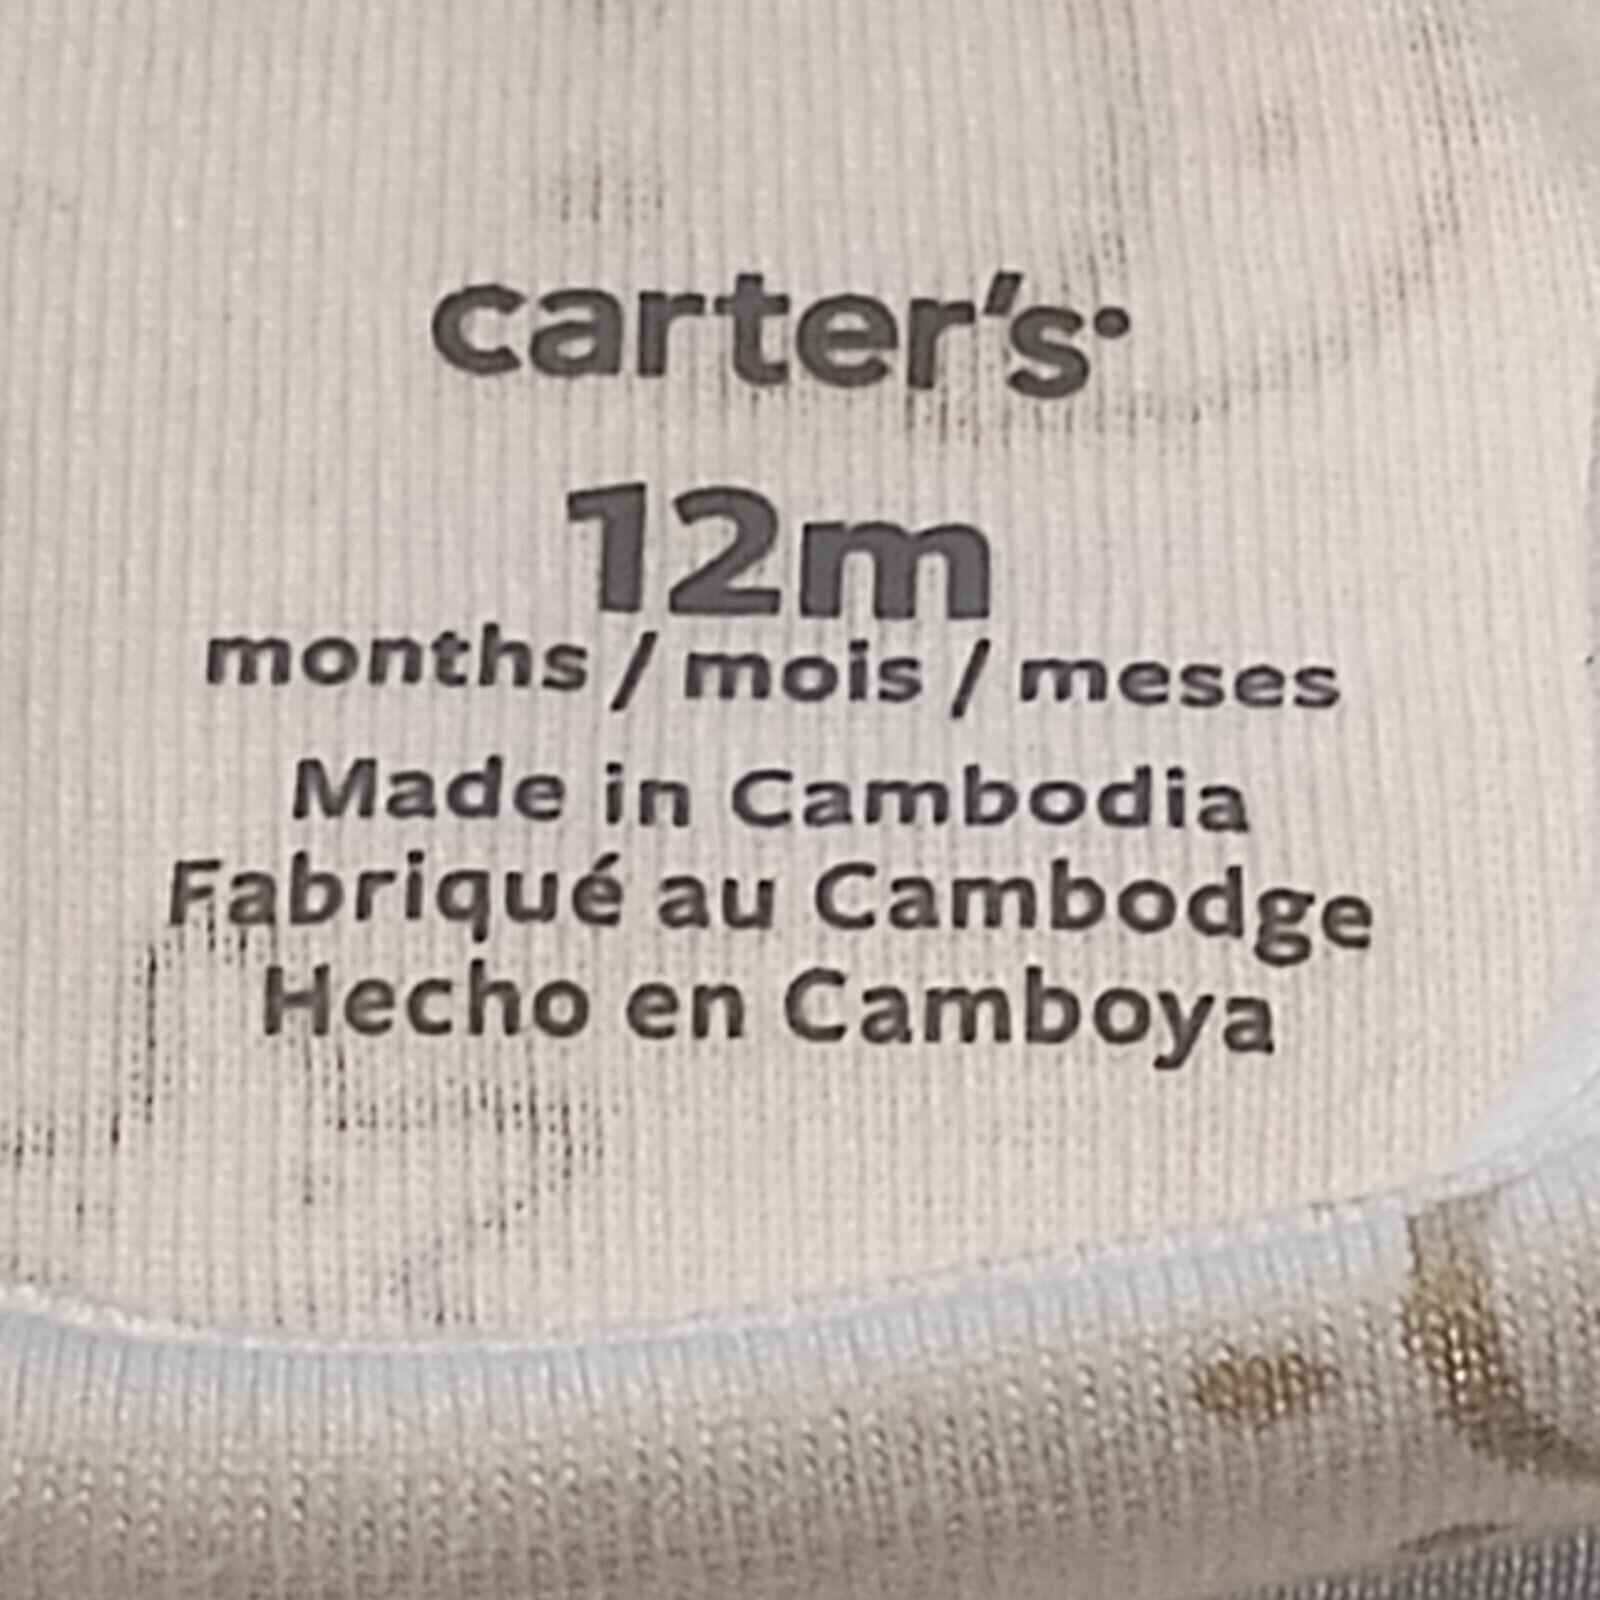 carter's
12m
months / mois / meses
Made in Cambodia
Fabriqué au Cambodge
Hecho en Camboya